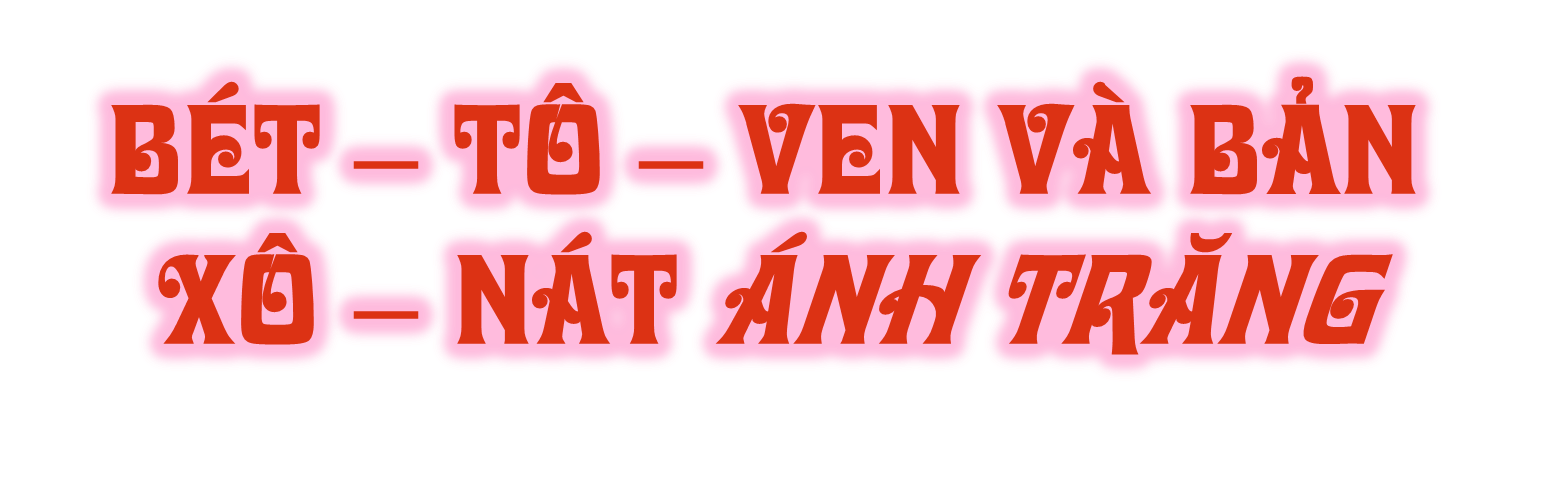 BÉT – TÔ – VEN VÀ BẢN
XÔ – NÁT ÁNH TRĂNG